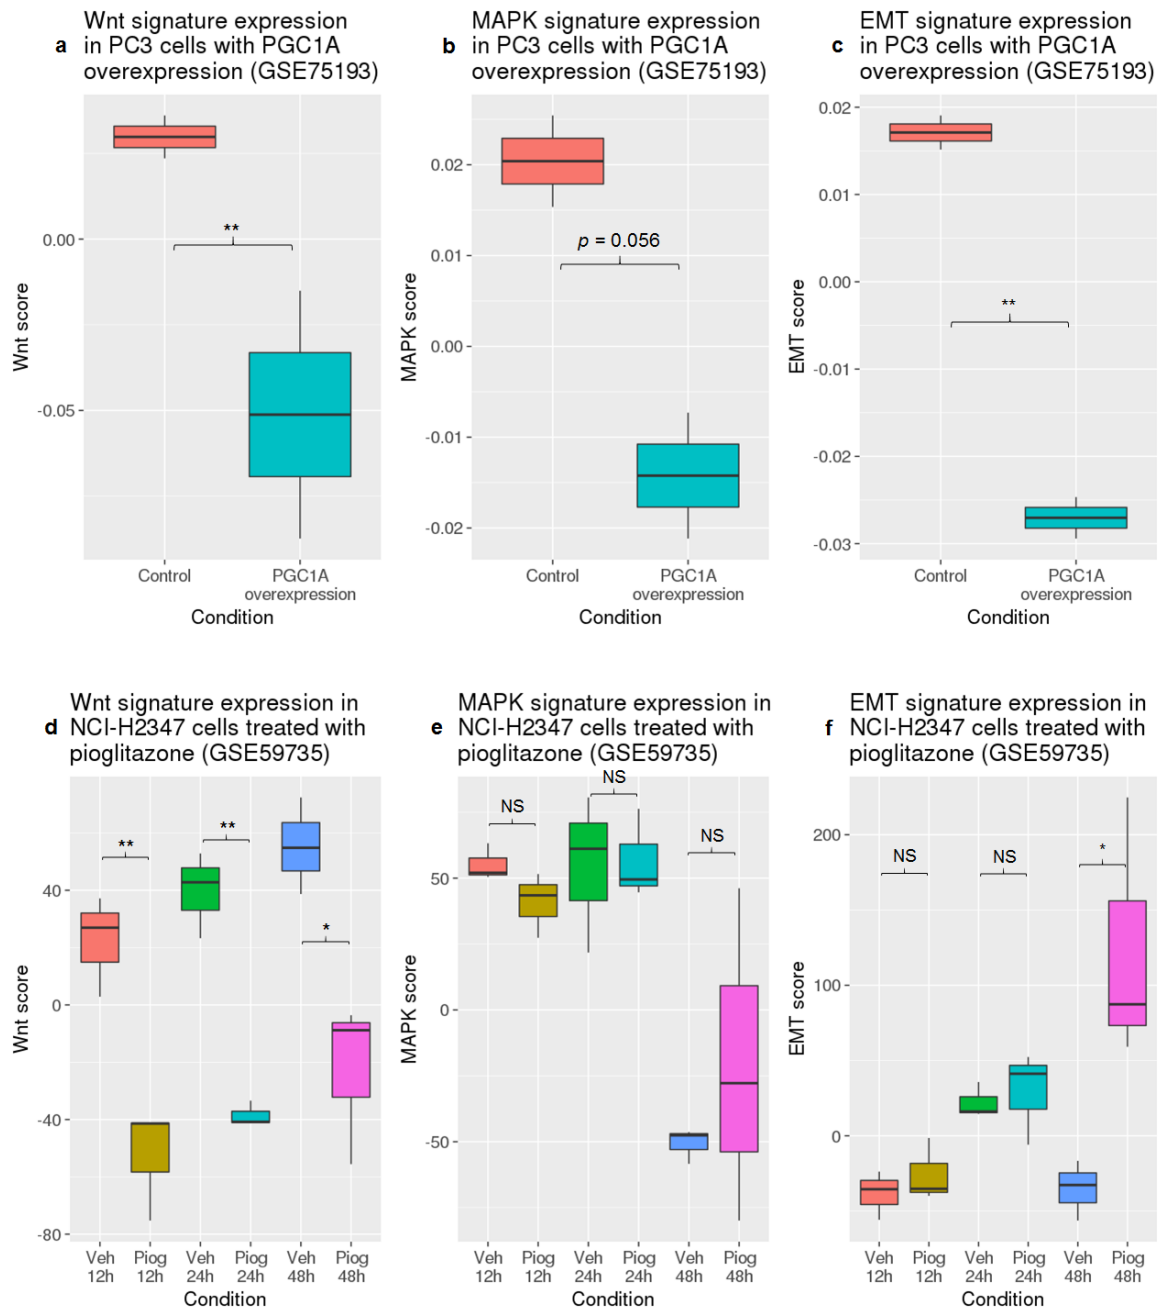 a
Wnt signature expression
in PC3 cells with PGC1A
overexpression (GSE75193)
Wnt score
0.00
-0.05
**
Control
PGC1A
overexpression
Condition
b
MAPK signature expression
in PC3 cells with PGC1A
overexpression (GSE75193)
MAPK score
0.02
0.01
0.00
-0.01
-0.02
p = 0.056
Control
PGC1A
overexpression
Condition
c
EMT signature expression
in PC3 cells with PGC1A
overexpression (GSE75193)
EMT score
0.02
0.01
0.00
-0.01
-0.02
-0.03
**
Control
PGC1A
overexpression
Condition
d
Wnt signature expression in
NCI-H2347 cells treated with
pioglitazone (GSE59735)
Wnt score
40
0
-40
-80
**
**
*
Veh Piog Veh Piog Veh Piog
12h 12h 24h 24h 48h 48h
Condition
e
MAPK signature expression in
NCI-H2347 cells treated with
pioglitazone (GSE59735)
MAPK score
50
0
-50
NS
NS
NS
Veh Piog Veh Piog Veh Piog
12h 12h 24h 24h 48h 48h
Condition
f
EMT signature expression in
NCI-H2347 cells treated with
pioglitazone (GSE59735)
EMT score
200
100
0
NS
NS
*
Veh Piog Veh Piog Veh Piog
12h 12h 24h 24h 48h 48h
Condition